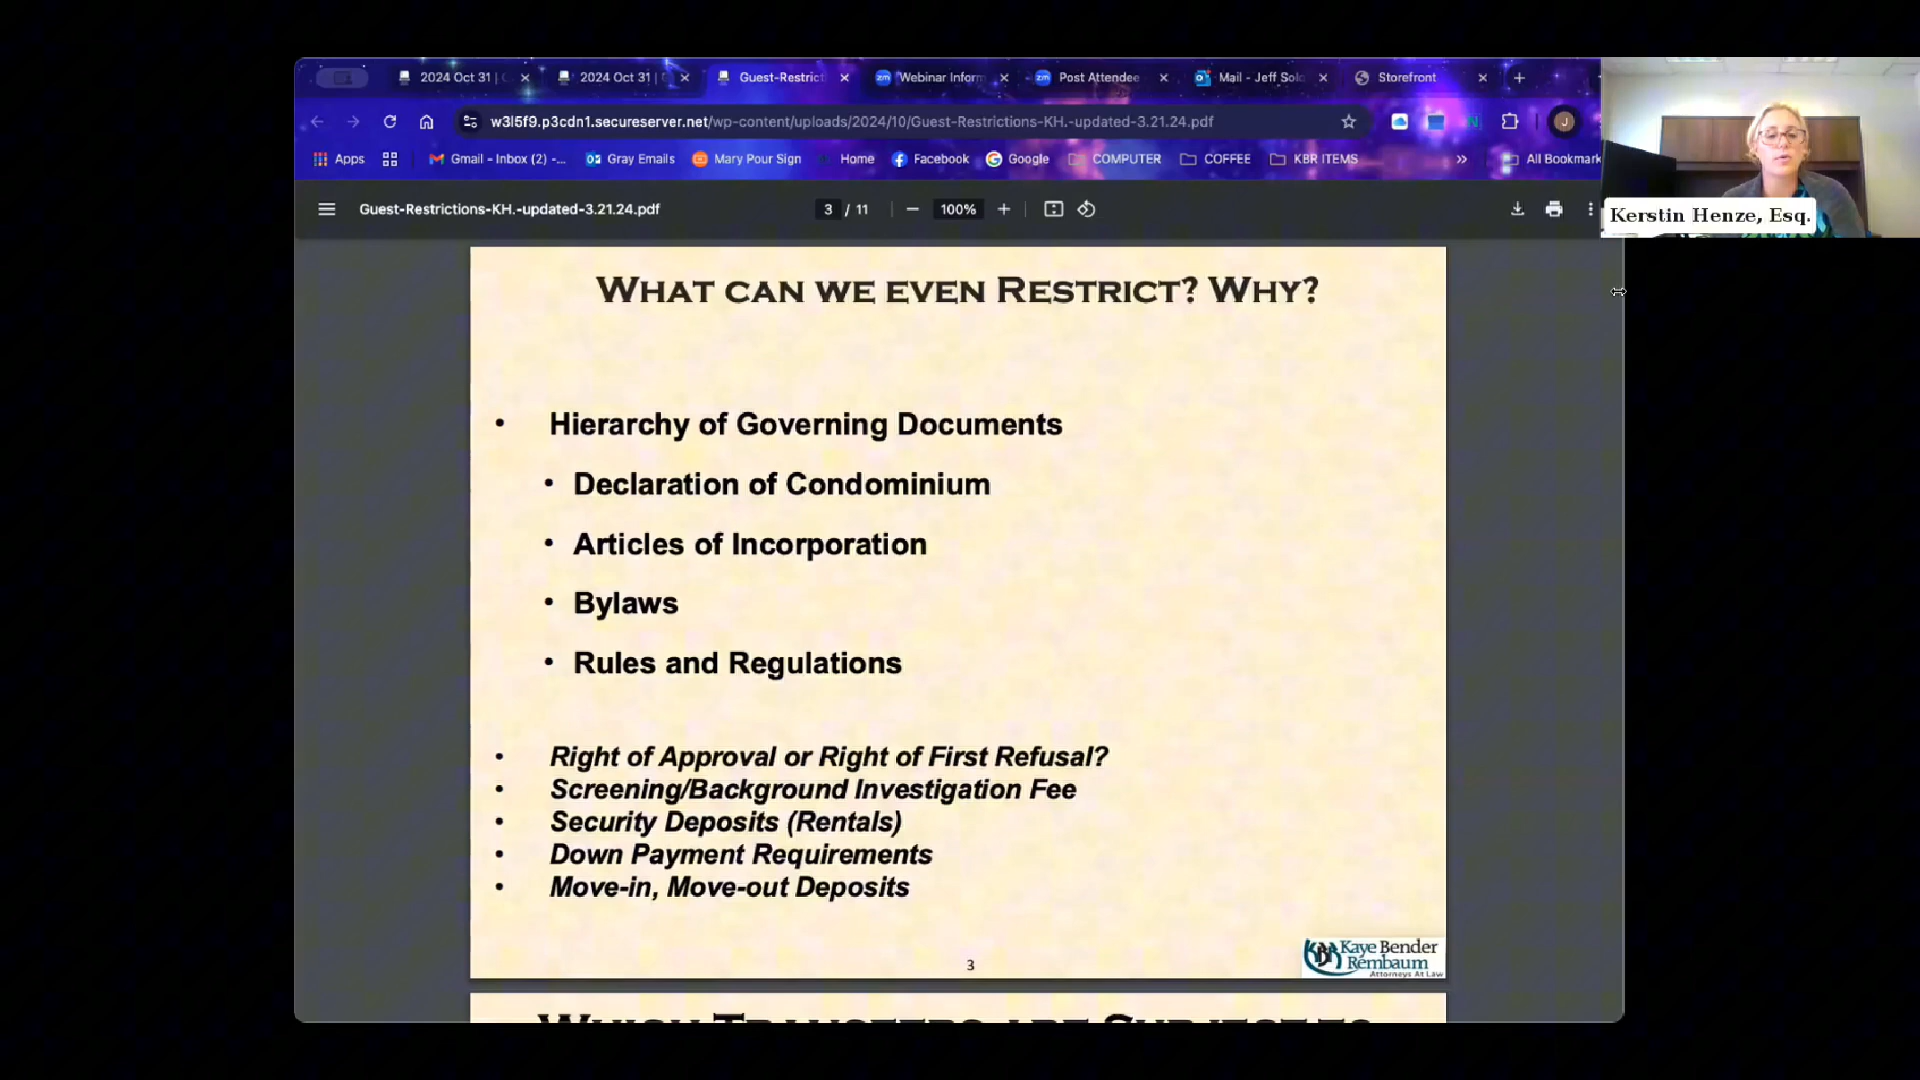 2024 Oct 31 |
2024 Oct 31 |
Guest-Restrict
Webinar Inform
Post Attendee
Mail - Jeff Solo
Storefront
w3l5f9.p3cdn1.secureserver.net/wp-content/uploads/2024/10/Guest-Restrictions-KH.-updated-3.21.24.pdf
J
Apps
Gmail - Inbox (2) -...
Gray Emails
Mary Pour Sign
Home
Facebook
Google
COMPUTER
COFFEE
KBR ITEMS
»
All Bookmark
Guest-Restrictions-KH.-updated-3.21.24.pdf
3 / 11
100%
Kerstin Henze, Esq.
WHAT CAN WE EVEN RESTRICT? WHY?
• Hierarchy of Governing Documents
• Declaration of Condominium
• Articles of Incorporation
• Bylaws
• Rules and Regulations
• Right of Approval or Right of First Refusal?
• Screening/Background Investigation Fee
• Security Deposits (Rentals)
• Down Payment Requirements
• Move-in, Move-out Deposits
3
Kaye Bender
Rembaum
Attorneys At Law
WHICH TRANSFERS ARE SUBJECT TO